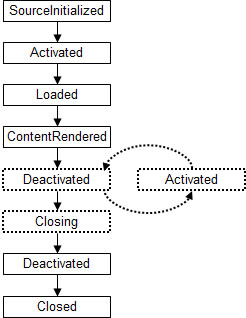 SourceInitialized
Activated
Loaded
ContentRendered
Deactivated
Activated
Closing
Deactivated
Closed